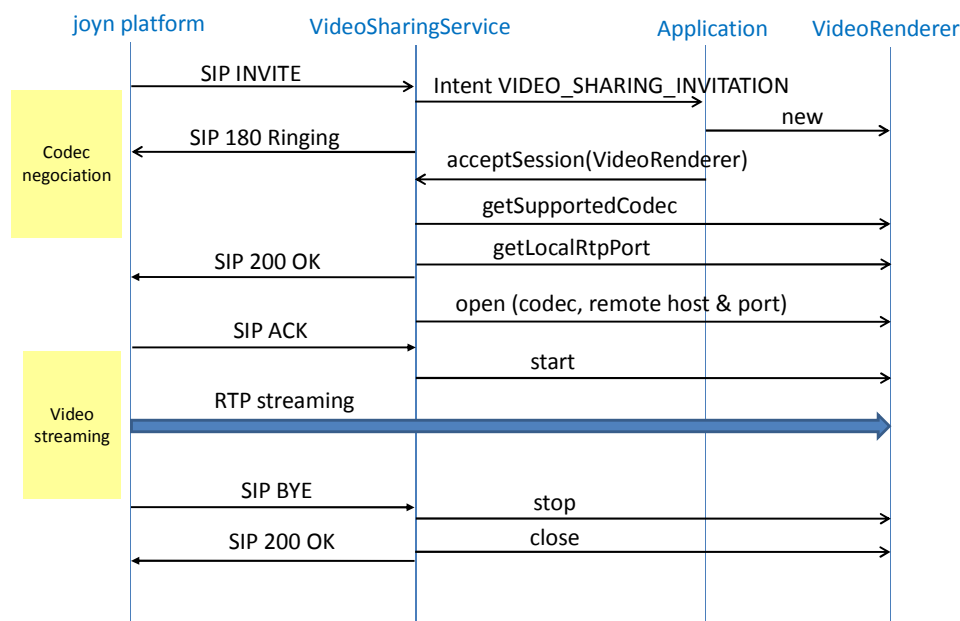 joyn platform
VideoSharingService
Application
VideoRenderer
SIP INVITE
Intent VIDEO_SHARING_INVITATION
new
SIP 180 Ringing
Codec
negociation
acceptSession(VideoRenderer)
getSupportedCodec
getLocalRtpPort
SIP 200 OK
open (codec, remote host & port)
SIP ACK
start
RTP streaming
Video
streaming
SIP BYE
stop
close
SIP 200 OK